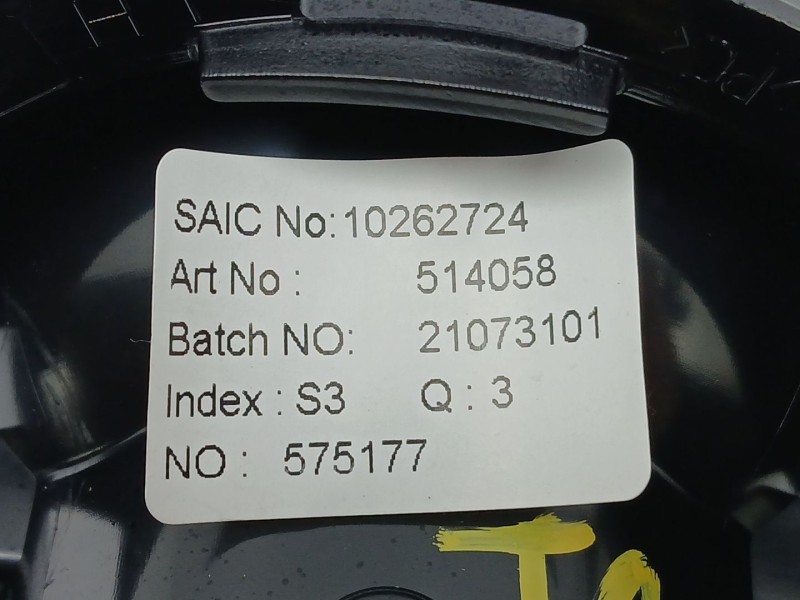 SAIC No:10262724
Art No : 514058
Batch NO: 21073101
Index : S3 Q : 3
NO : 575177